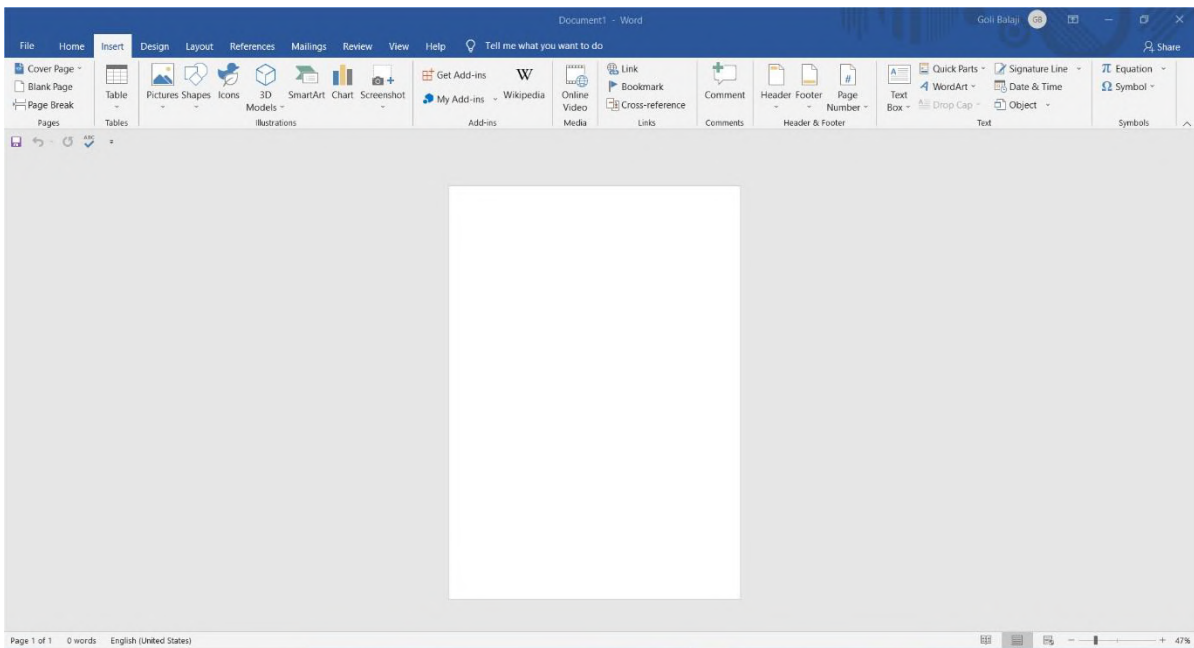 Document1 - Word
Goli Balaji GB
File Home Insert Design Layout References Mailings Review View Help Tell me what you want to do Share
Cover Page
Blank Page
Page Break
Pages
Table
Tables
Pictures Shapes Icons 3D Models SmartArt Chart Screenshot
Illustrations
Get Add-ins
My Add-ins
W
Wikipedia
Add-ins
Online Video
Media
Link
Bookmark
Cross-reference
Links
Comment
Comments
Header Footer Page Number
#
Header & Footer
A
Text Box
Quick Parts
WordArt
Drop Cap
Signature Line
Date & Time
Object
Text
π Equation
Ω Symbol
Symbols
ABC
Page 1 of 1 0 words English (United States)
47%